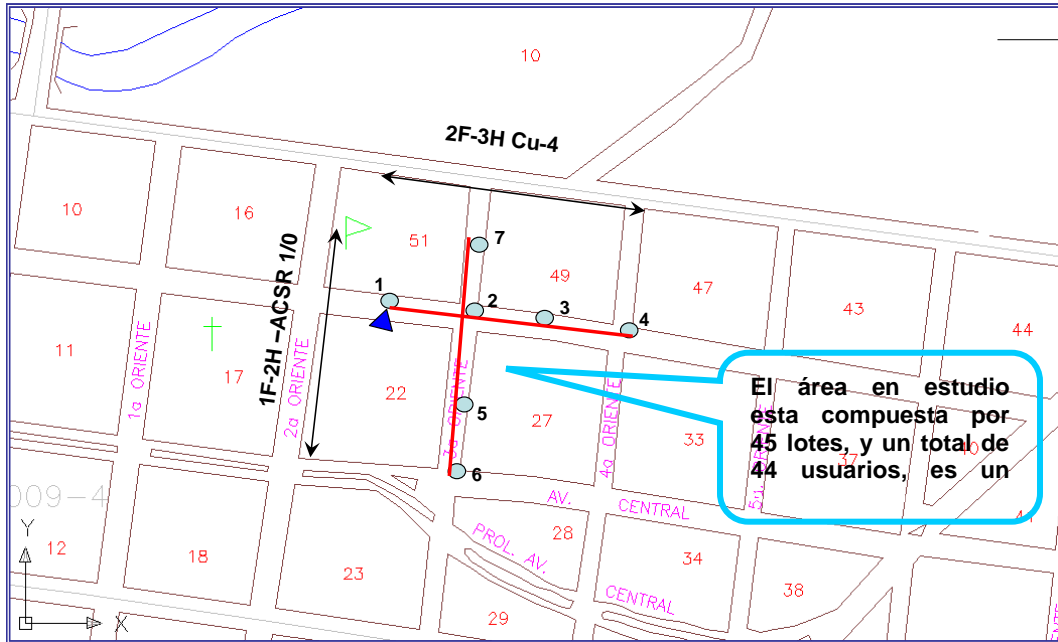 10
2F-3H Cu-4
10
16
51
7
49
47
43
44
1
2
3
4
1F-2H –ACSR 1/0
11
1a ORIENTE
17
2a ORIENTE
22
3a ORIENTE
5
27
4a ORIENTE
33
37
6
El área en estudio
esta compuesta por
45 lotes, y un total de
44 usuarios, es un
009-4
AV. CENTRAL
PROL. AV.
CENTRAL
28
34
38
12
18
23
29
Y
X